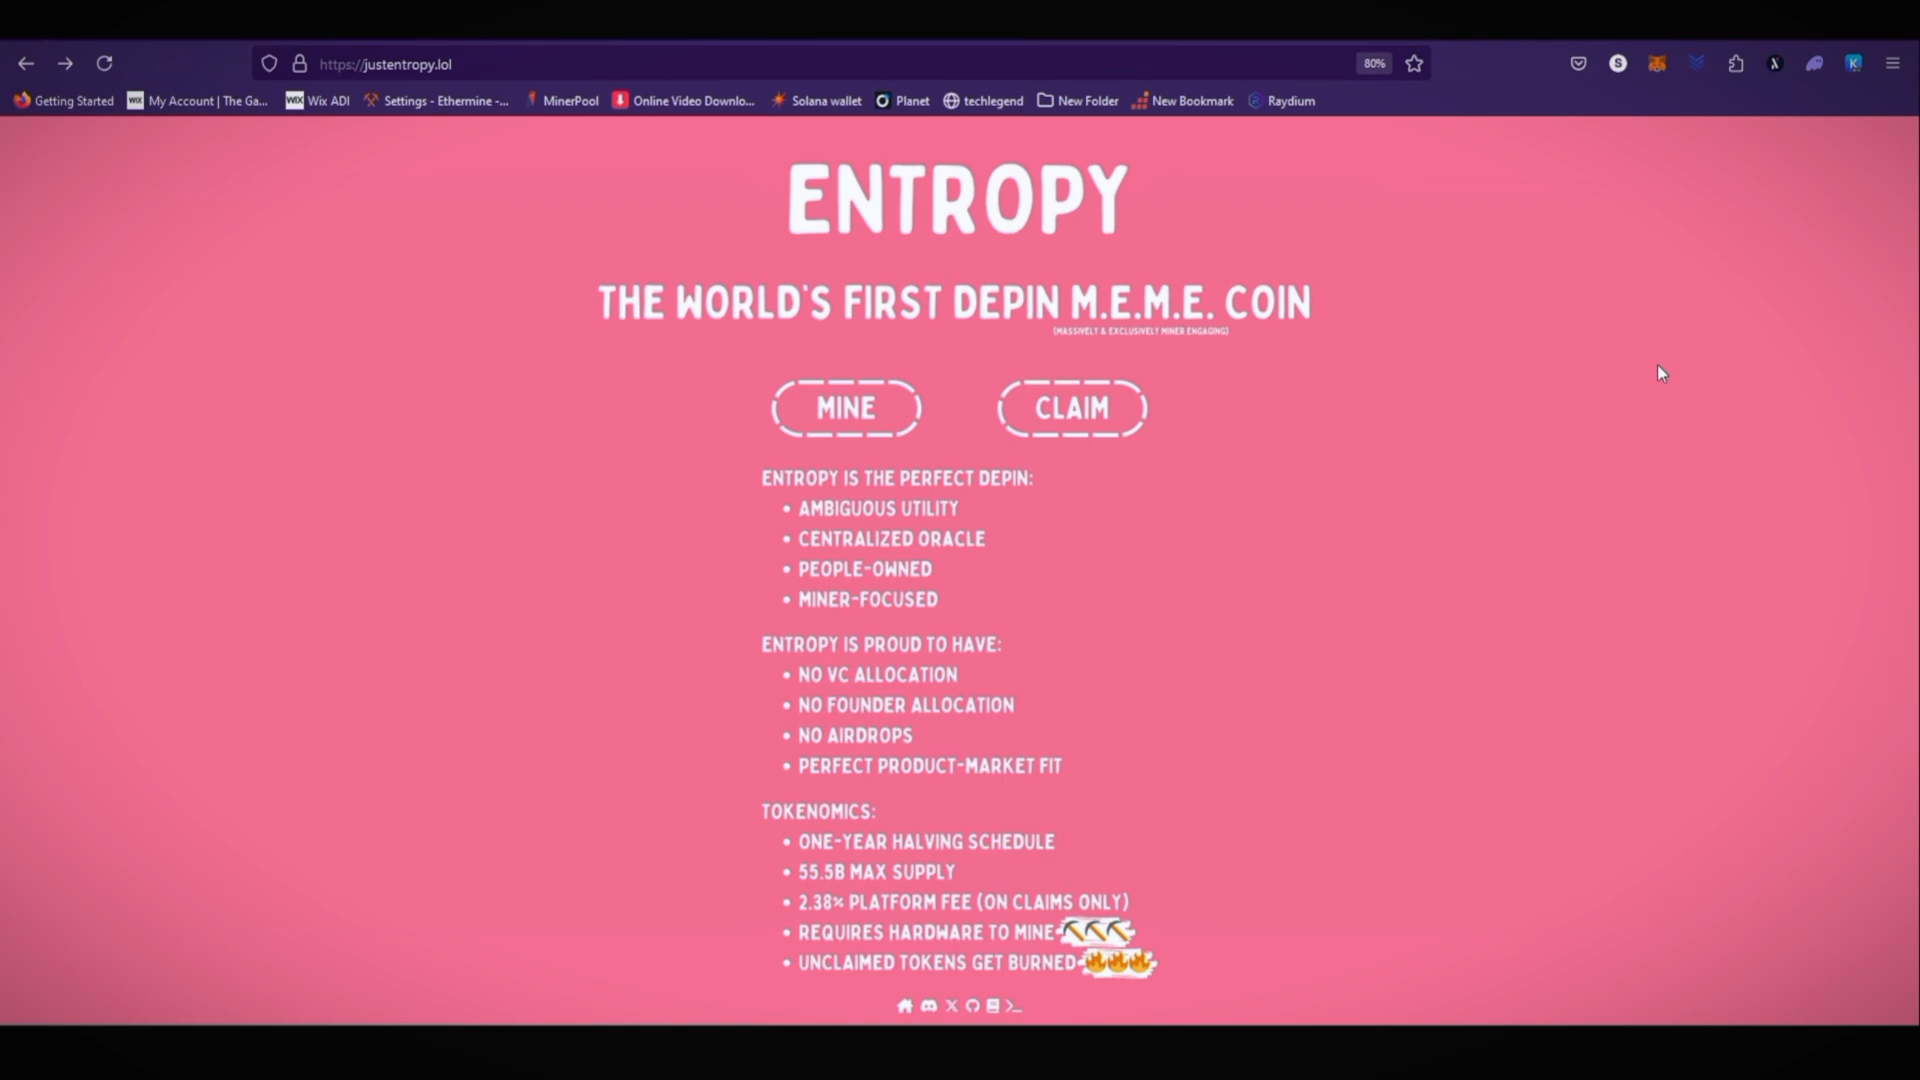 https://justentropy.lol
80%
S
K
Getting Started
WiX My Account | The Ga...
WiX Wix ADI
Settings - Ethermine -...
MinerPool
Online Video Downlo...
Solana wallet
Planet
techlegend
New Folder
New Bookmark
Raydium
ENTROPY
THE WORLD'S FIRST DEPIN M.E.M.E. COIN
(MASSIVELY & EXCLUSIVELY MINER ENGAGING)
MINE
CLAIM
ENTROPY IS THE PERFECT DEPIN:
• AMBIGUOUS UTILITY
• CENTRALIZED ORACLE
• PEOPLE-OWNED
• MINER-FOCUSED
ENTROPY IS PROUD TO HAVE:
• NO VC ALLOCATION
• NO FOUNDER ALLOCATION
• NO AIRDROPS
• PERFECT PRODUCT-MARKET FIT
TOKENOMICS:
• ONE-YEAR HALVING SCHEDULE
• 55.5B MAX SUPPLY
• 2.38% PLATFORM FEE (ON CLAIMS ONLY)
• REQUIRES HARDWARE TO MINE
• UNCLAIMED TOKENS GET BURNED